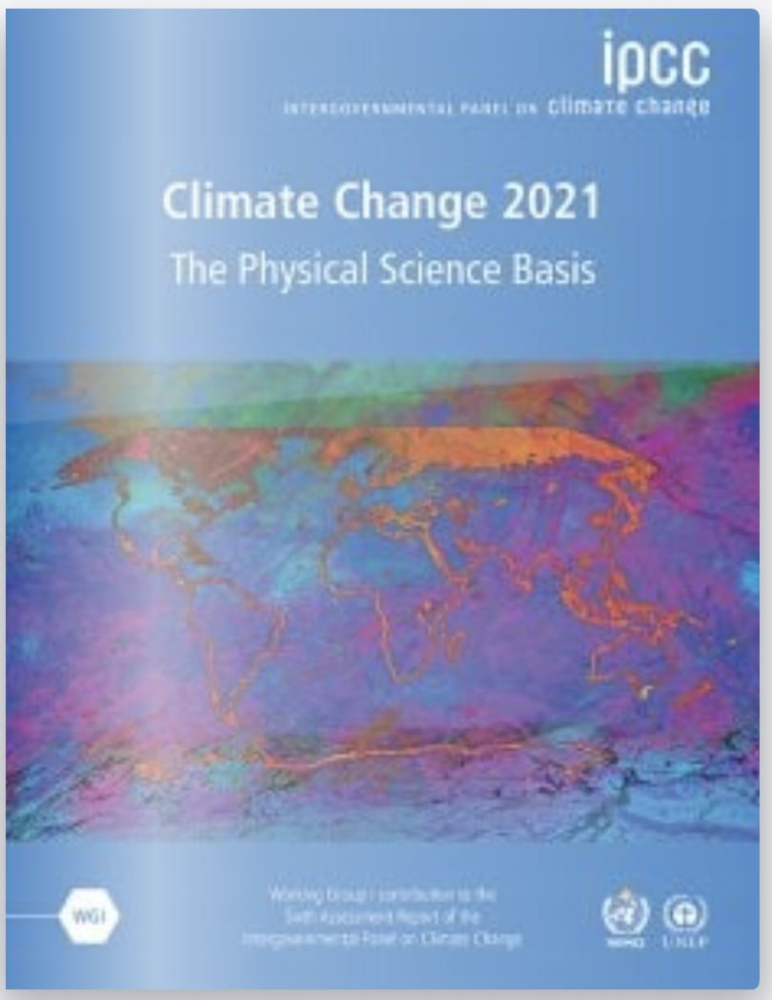 ipcc
INTERGOVERNMENTAL PANEL ON climate change
Climate Change 2021
The Physical Science Basis
WGI
Working Group I contribution to the
Sixth Assessment Report of the
Intergovernmental Panel on Climate Change
WMO UNEP